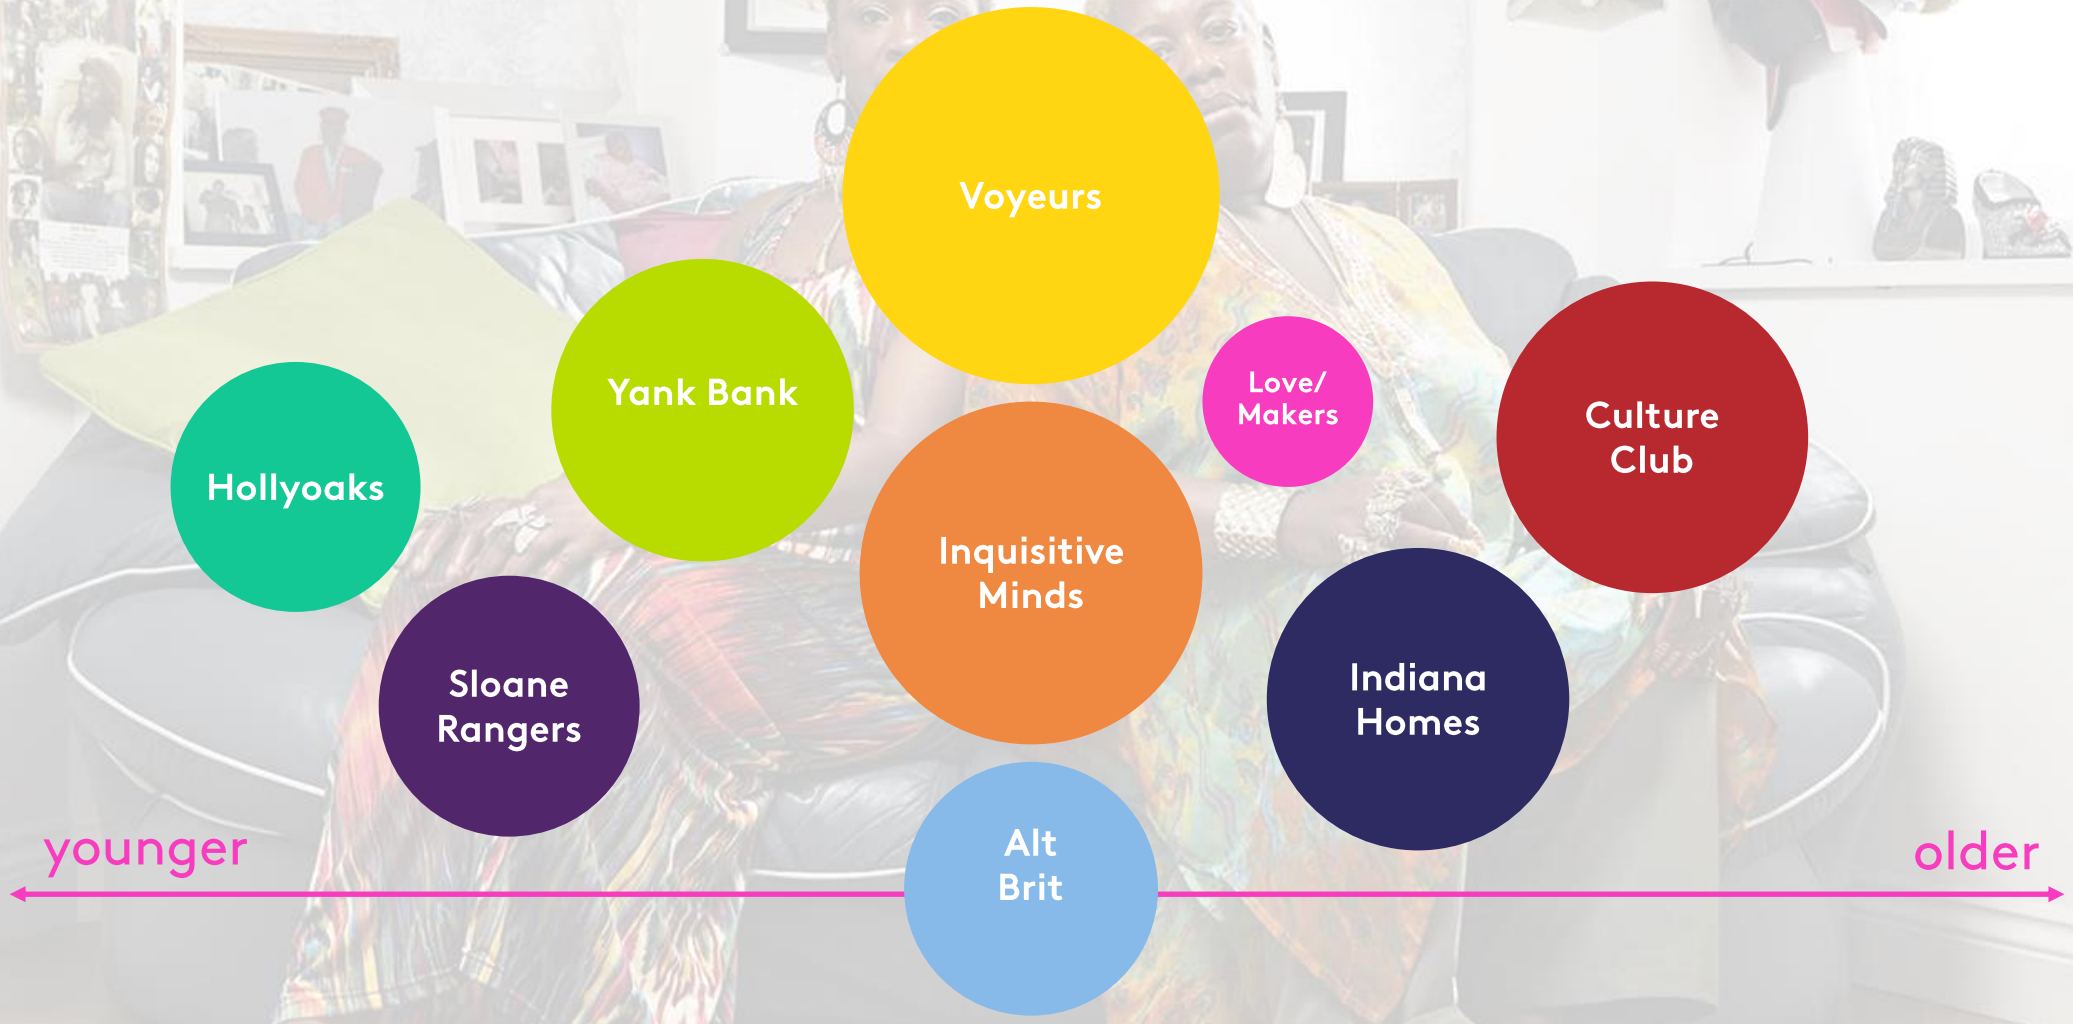 Voyeurs
Yank Bank
Love/
Makers
Culture
Club
Hollyoaks
Inquisitive
Minds
Sloane
Rangers
Indiana
Homes
Alt
Brit
younger
older